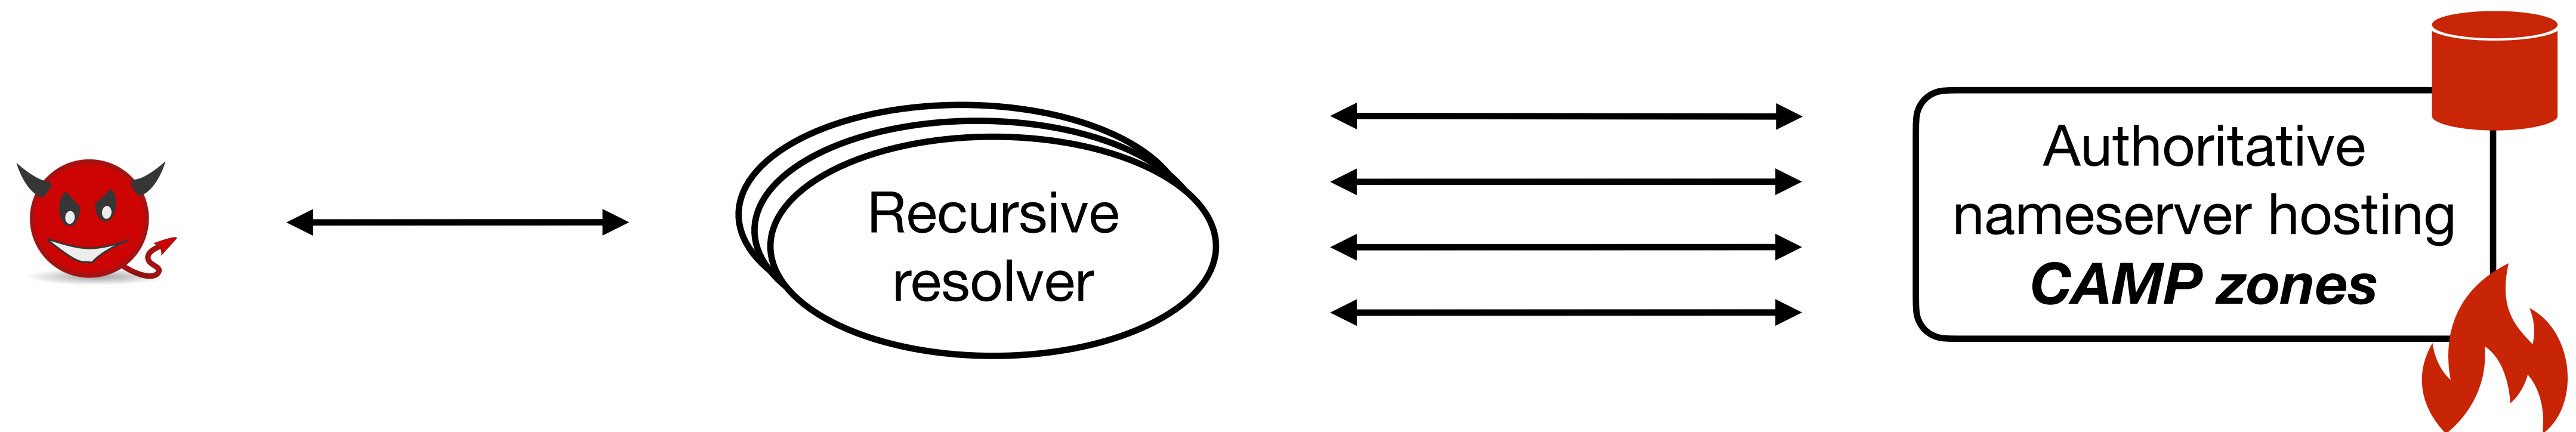 Recursive
resolver
Authoritative
nameserver hosting
CAMP zones